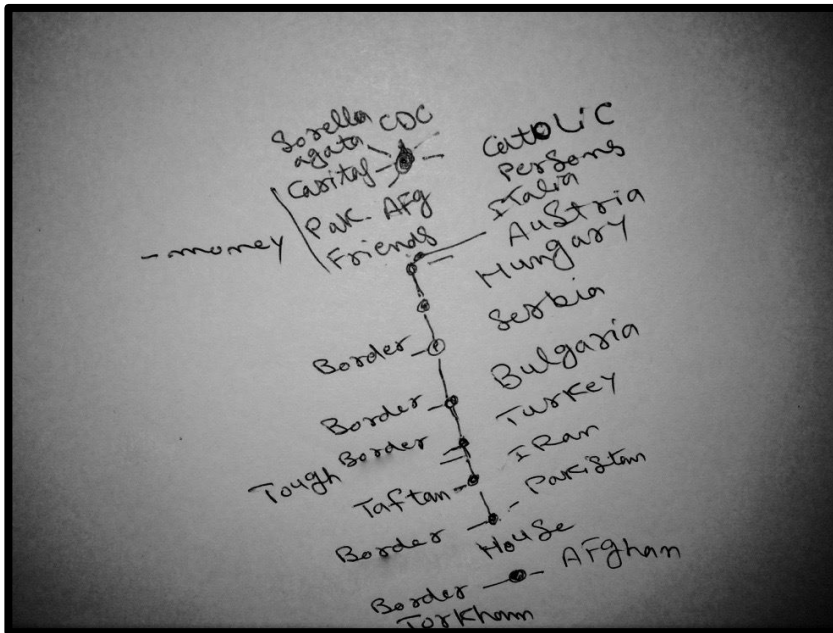 Sorella CDC
agata
Caritas
Catolic
Persons
Pak. AFg
Friends
- money
Italia
Austria
Hungary
Serbia
Border
Bulgaria
Border
Turkey
Tough Border
IRan
Taftan
Pakistan
Border
House
Afghan
Border
Torkham